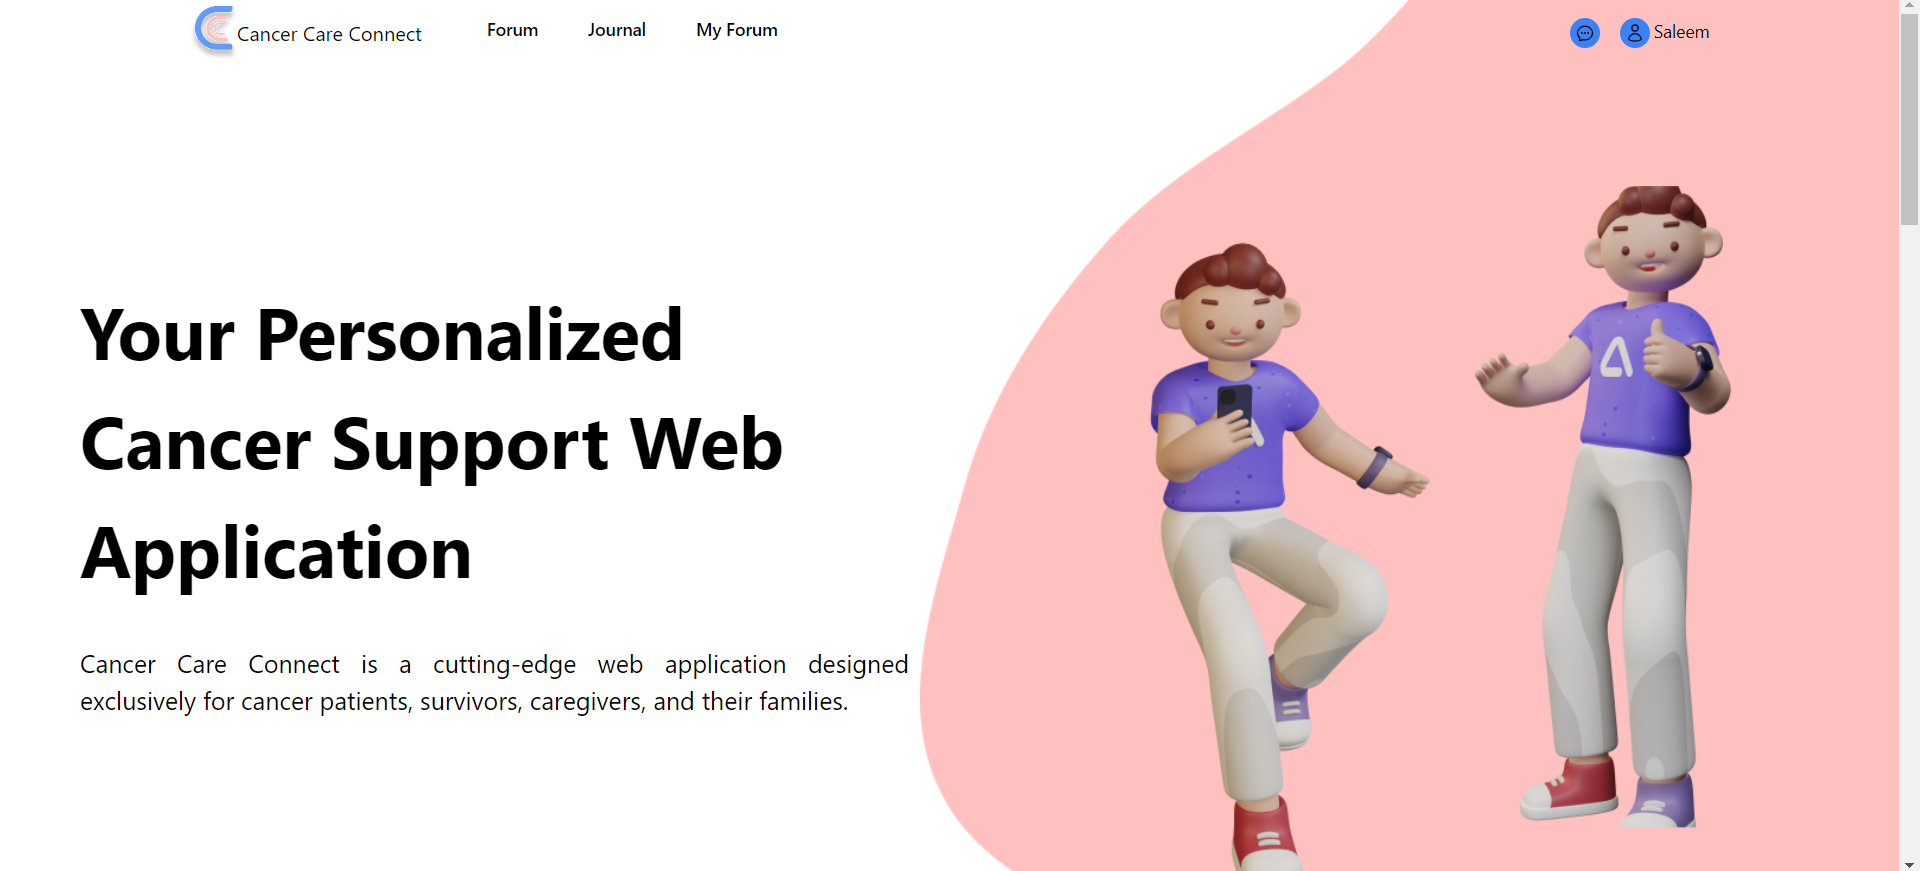 Cancer Care Connect
Forum
Journal
My Forum
Saleem
Your Personalized
Cancer Support Web
Application
Cancer Care Connect is a cutting-edge web application designed
exclusively for cancer patients, survivors, caregivers, and their families.